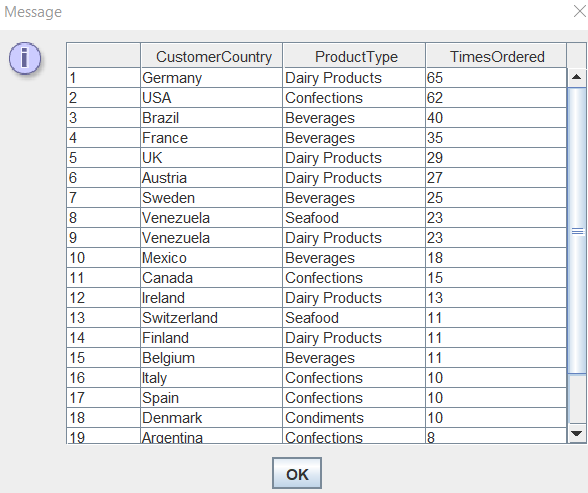 Message
CustomerCountry ProductType TimesOrdered
1 Germany Dairy Products 65
2 USA Confections 62
3 Brazil Beverages 40
4 France Beverages 35
5 UK Dairy Products 29
6 Austria Dairy Products 27
7 Sweden Beverages 25
8 Venezuela Seafood 23
9 Venezuela Dairy Products 23
10 Mexico Beverages 18
11 Canada Confections 15
12 Ireland Dairy Products 13
13 Switzerland Seafood 11
14 Finland Dairy Products 11
15 Belgium Beverages 11
16 Italy Confections 10
17 Spain Confections 10
18 Denmark Condiments 10
19 Argentina Confections 8
OK